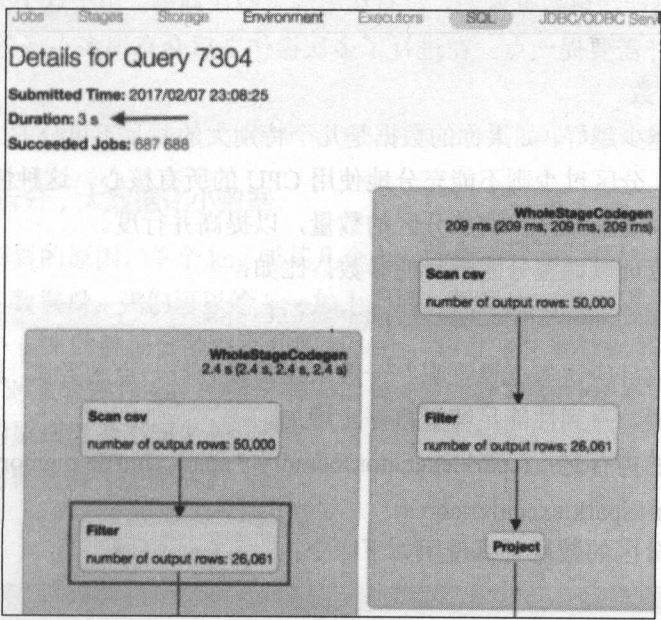 Jobs Stages Storage Environment Executors SQL JDBC/ODBC Serv
Details for Query 7304
Submitted Time: 2017/02/07 23:08:25
Duration: 3 s
Succeeded Jobs: 687 688
WholeStageCodegen
209 ms (209 ms, 209 ms, 209 ms)
Scan csv
number of output rows: 50,000
Filter
number of output rows: 26,061
Project
WholeStageCodegen
2.4 s (2.4 s, 2.4 s, 2.4 s)
Scan csv
number of output rows: 50,000
Filter
number of output rows: 26,061